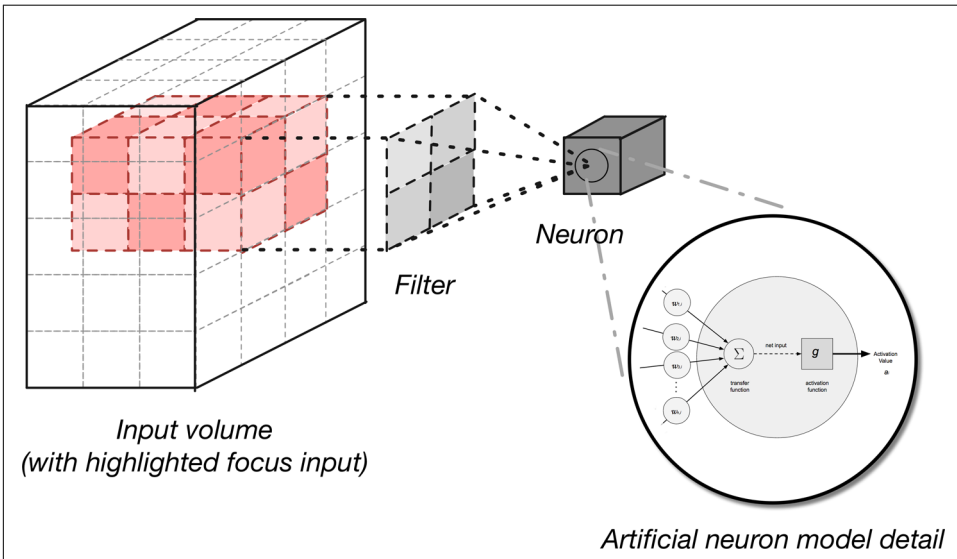 Filter
Neuron
Input volume
(with highlighted focus input)
Σ
net input
g
transfer
function
activation
function
Activation
Value
a
Artificial neuron model detail